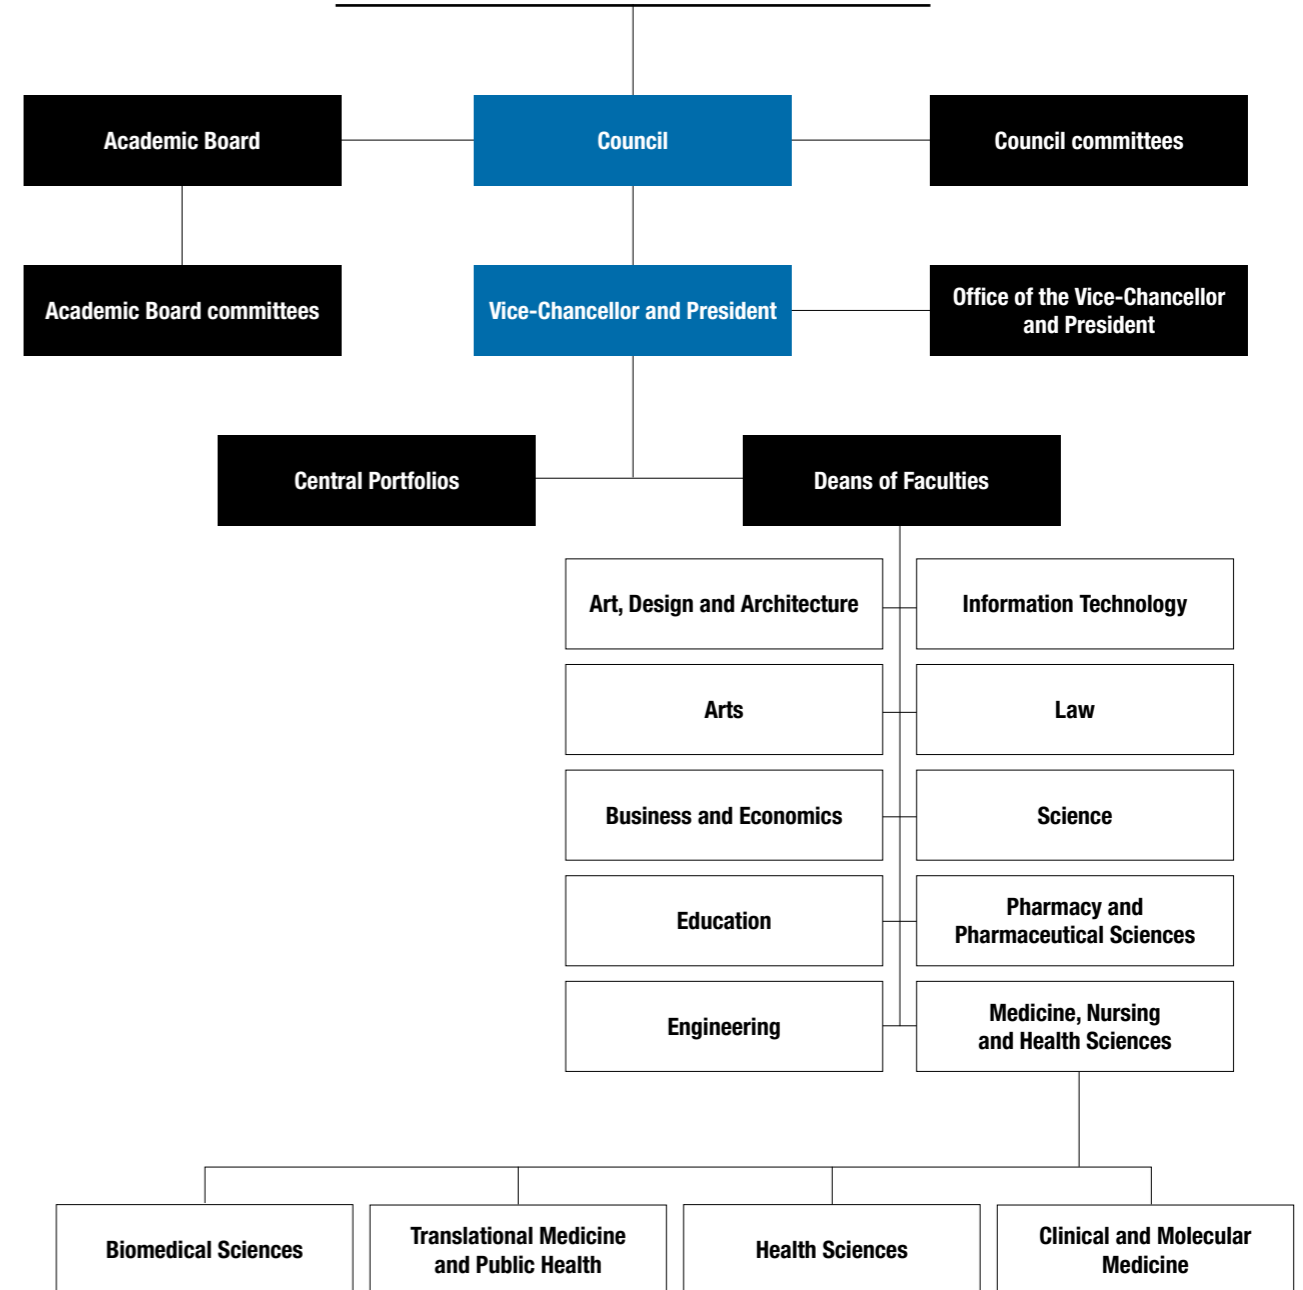 Academic Board
Council
Council committees
Academic Board committees
Vice-Chancellor and President
Office of the Vice-Chancellor
and President
Central Portfolios
Deans of Faculties
Art, Design and Architecture
Information Technology
Arts
Law
Business and Economics
Science
Education
Pharmacy and
Pharmaceutical Sciences
Engineering
Medicine, Nursing
and Health Sciences
Biomedical Sciences
Translational Medicine
and Public Health
Health Sciences
Clinical and Molecular
Medicine